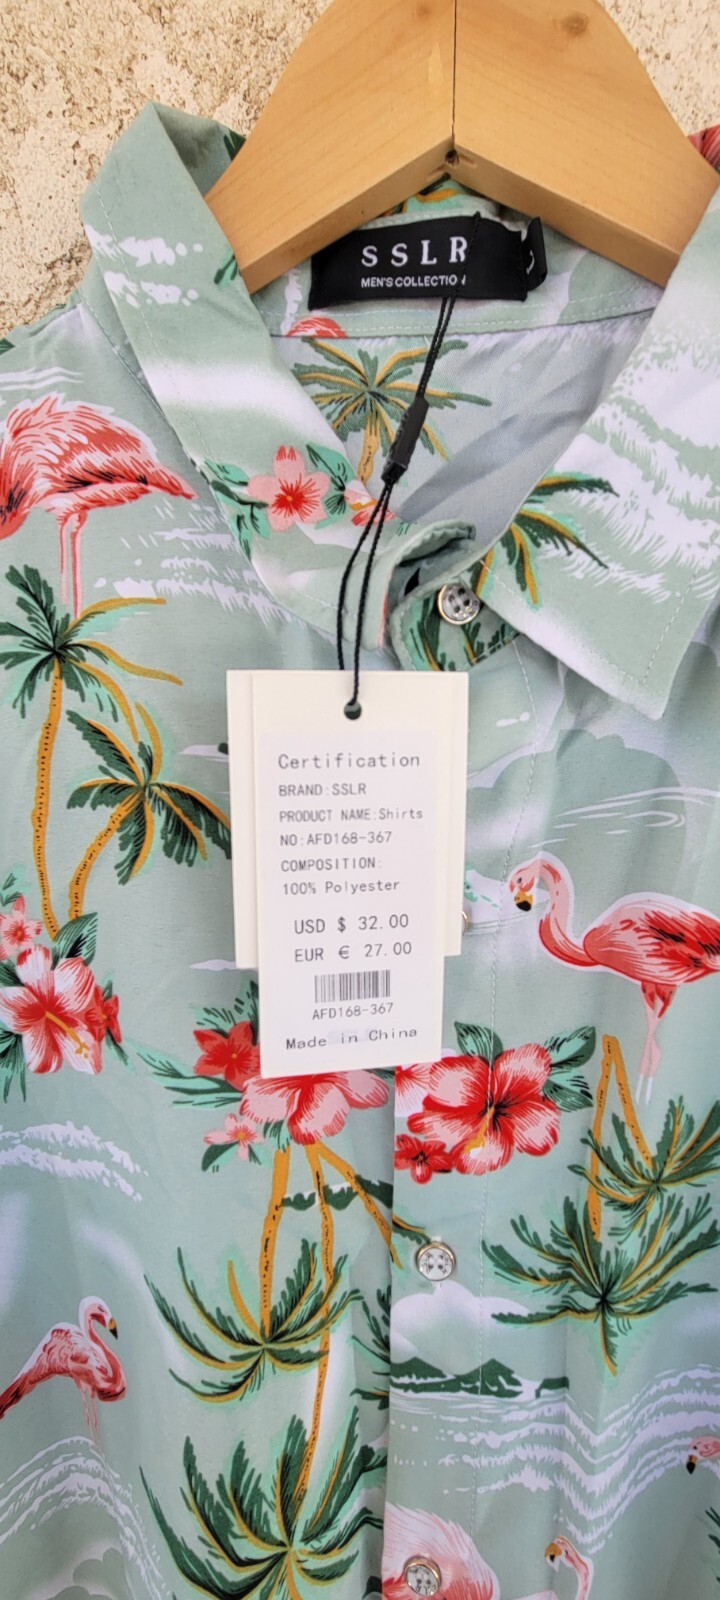 SSLR
MEN'S COLLECTIO
Certification
BRAND:SSLR
PRODUCT NAME:Shirts
NO:AFD168-367
COMPOSITION:
100% Polyester
USD $ 32.00
EUR € 27.00
AFD168-367
Made in China